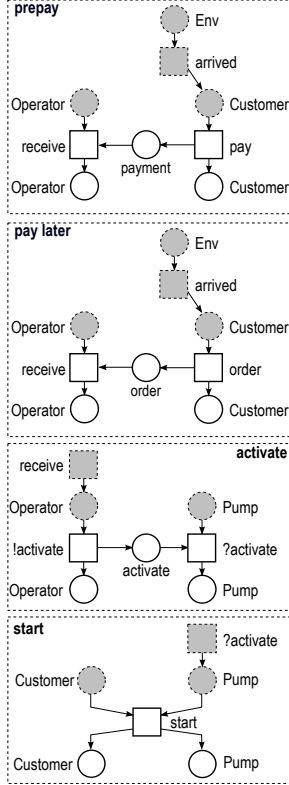 prepay
Env
arrived
Operator Customer
receive pay
payment
Operator Customer
pay later
Env
arrived
Operator Customer
receive order
order
Operator Customer
activate
receive
Operator Pump
!activate ?activate
activate
Operator Pump
start
?activate
Customer Pump
start
Customer Pump